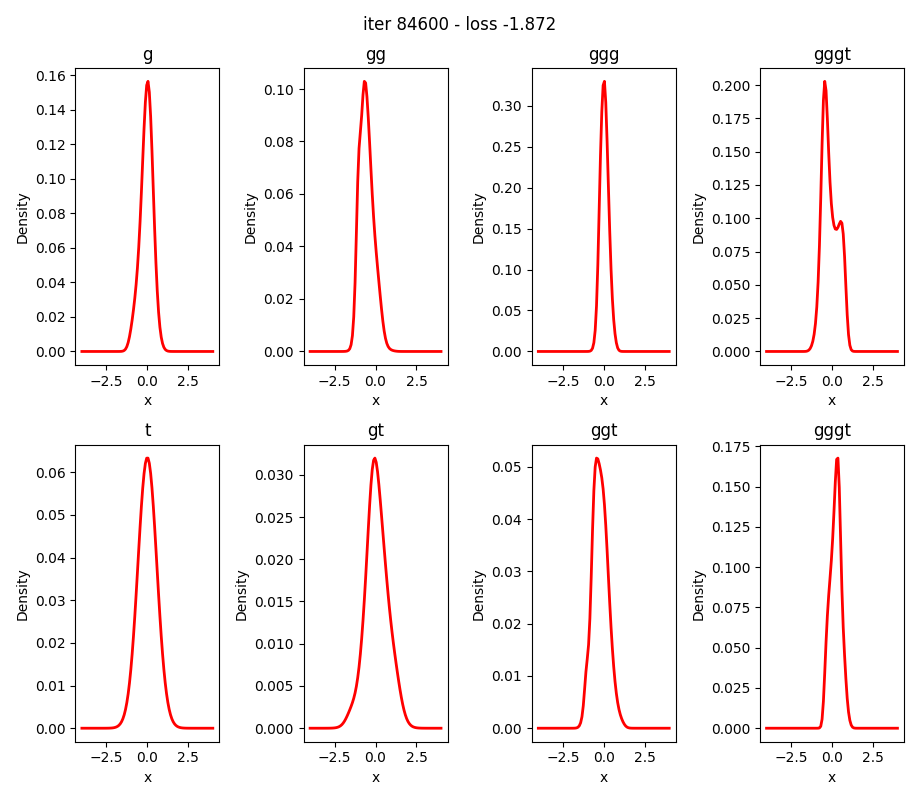 iter 84600 - loss -1.872
g
gg
ggg
gggt
0.16
0.14
0.12
0.10
0.08
0.06
0.04
0.02
0.00
Density
−2.5 0.0 2.5
x
0.10
0.08
0.06
0.04
0.02
0.00
Density
−2.5 0.0 2.5
x
0.30
0.25
0.20
0.15
0.10
0.05
0.00
Density
−2.5 0.0 2.5
x
0.200
0.175
0.150
0.125
0.100
0.075
0.050
0.025
0.000
Density
−2.5 0.0 2.5
x
t
gt
ggt
gggt
0.06
0.05
0.04
0.03
0.02
0.01
0.00
Density
−2.5 0.0 2.5
x
0.030
0.025
0.020
0.015
0.010
0.005
0.000
Density
−2.5 0.0 2.5
x
0.05
0.04
0.03
0.02
0.01
0.00
Density
−2.5 0.0 2.5
x
0.175
0.150
0.125
0.100
0.075
0.050
0.025
0.000
Density
−2.5 0.0 2.5
x